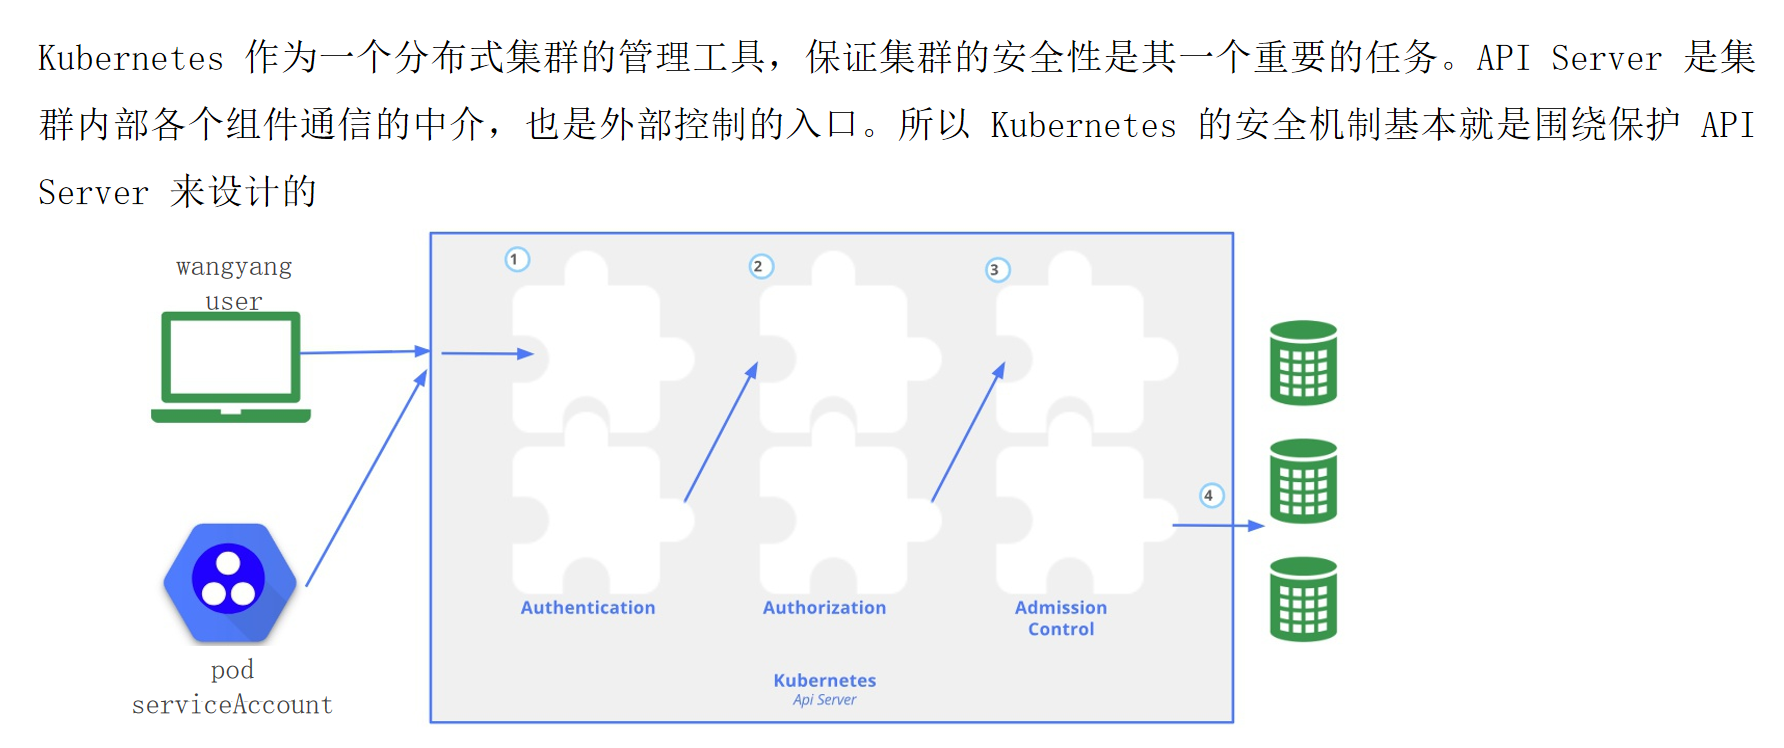 Kubernetes 作为一个分布式集群的管理工具，保证集群的安全性是其一个重要的任务。API Server 是集
群内部各个组件通信的中介，也是外部控制的入口。所以 Kubernetes 的安全机制基本就是围绕保护 API
Server 来设计的
wangyang
user
1
2
3
4
pod
serviceAccount
Authentication
Authorization
Admission
Control
Kubernetes
Api Server